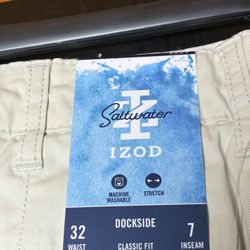 Saltwater
IZOD
MACHINE WASHABLE
STRETCH
DOCKSIDE
32 WAIST
CLASSIC FIT
7 INSEAM